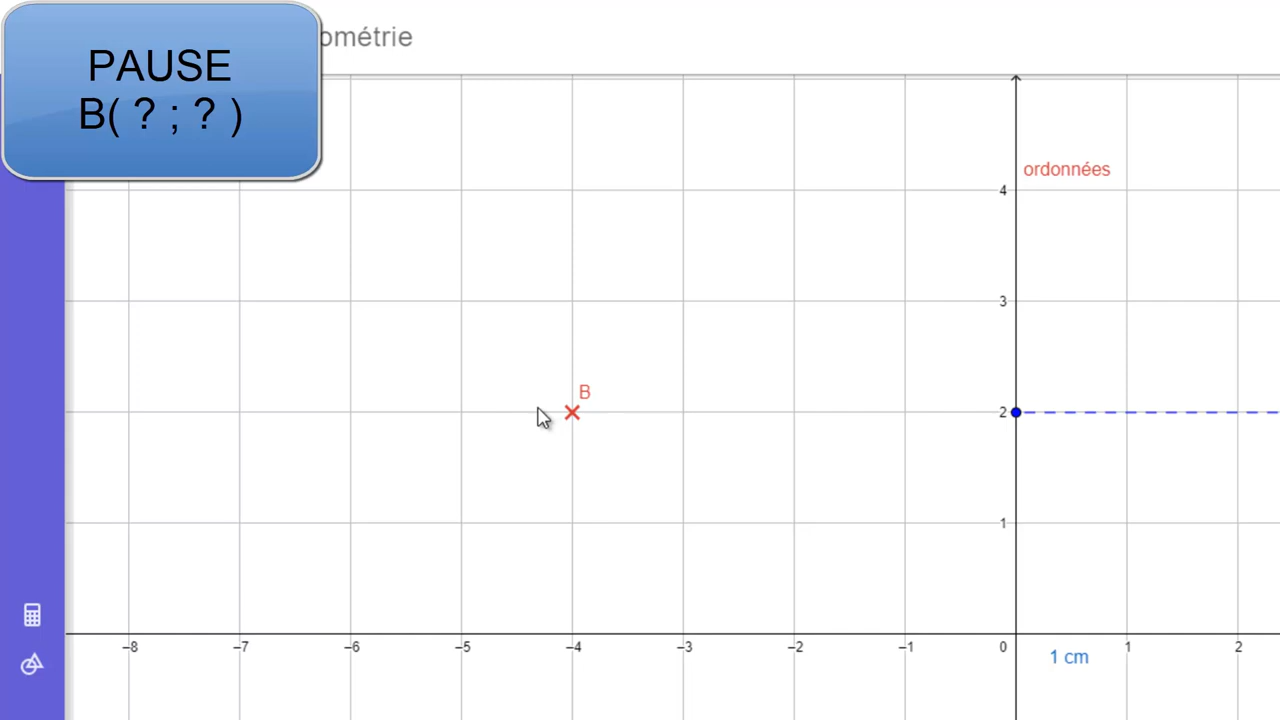 PAUSE
B( ? ; ? )
ométrie
ordonnées
4
3
B
2
1
–8 –7 –6 –5 –4 –3 –2 –1 0 1 2
1 cm